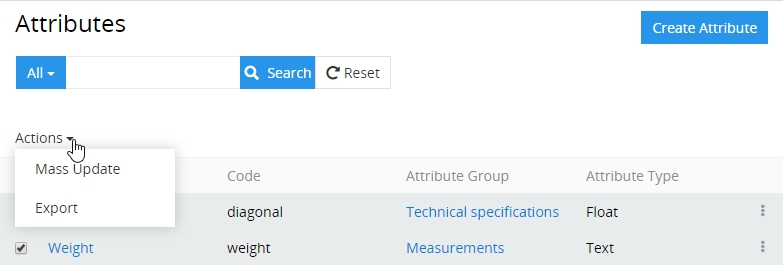 Attributes
Create Attribute
All
Search
Reset
Actions
Mass Update
Export
Code Attribute Group Attribute Type
diagonal Technical specifications Float
Weight weight Measurements Text